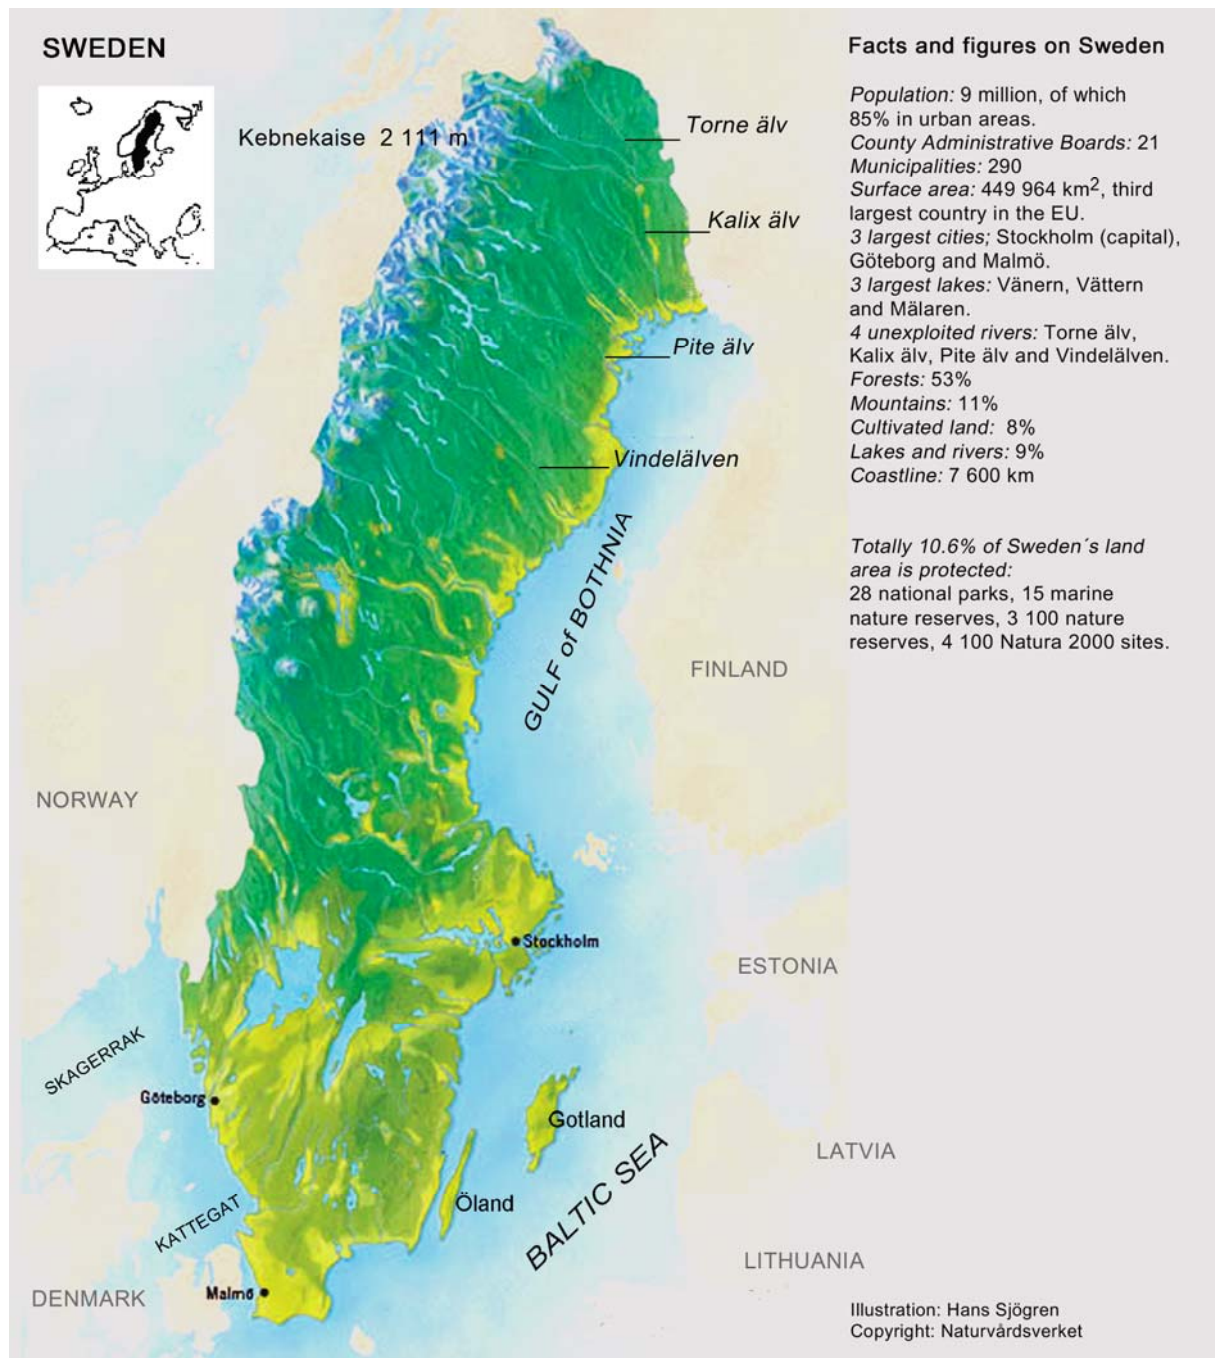 SWEDEN
Kebnekaise 2 111 m
Torne älv
Kalix älv
Pite älv
Vindelälven
GULF of BOTHNIA
FINLAND
NORWAY
Stockholm
ESTONIA
SKAGERRAK
Göteborg
Gotland
LATVIA
BALTIC SEA
Öland
KATTEGAT
LITHUANIA
Malmö
DENMARK
Facts and figures on Sweden
Population: 9 million, of which
85% in urban areas.
County Administrative Boards: 21
Municipalities: 290
Surface area: 449 964 km², third
largest country in the EU.
3 largest cities; Stockholm (capital),
Göteborg and Malmö.
3 largest lakes: Vänern, Vättern
and Mälaren.
4 unexploited rivers: Torne älv,
Kalix älv, Pite älv and Vindelälven.
Forests: 53%
Mountains: 11%
Cultivated land: 8%
Lakes and rivers: 9%
Coastline: 7 600 km
Totally 10.6% of Sweden´s land
area is protected:
28 national parks, 15 marine
nature reserves, 3 100 nature
reserves, 4 100 Natura 2000 sites.
Illustration: Hans Sjögren
Copyright: Naturvårdsverket